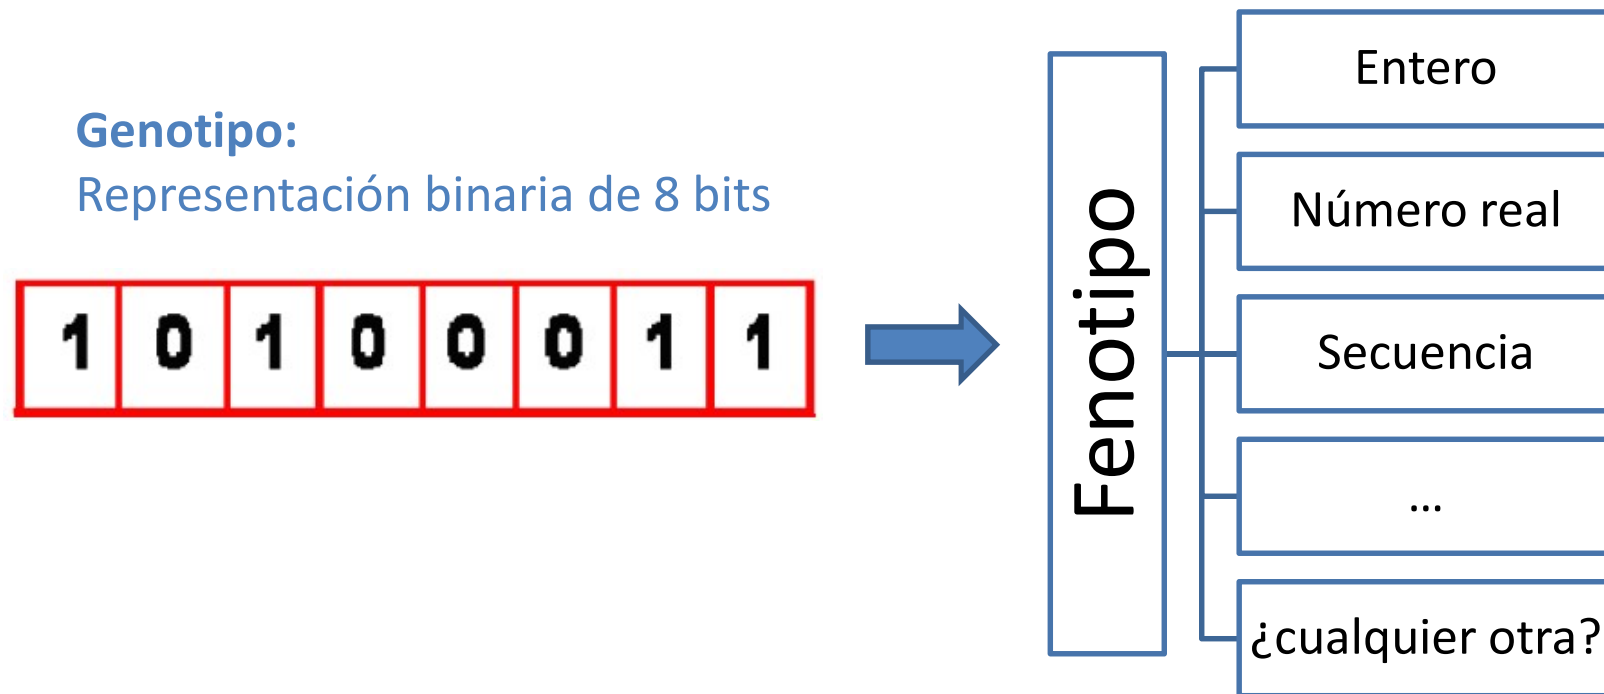 Genotipo:
Representación binaria de 8 bits
1 0 1 0 0 0 1 1
Fenotipo
Entero
Número real
Secuencia
...
¿cualquier otra?